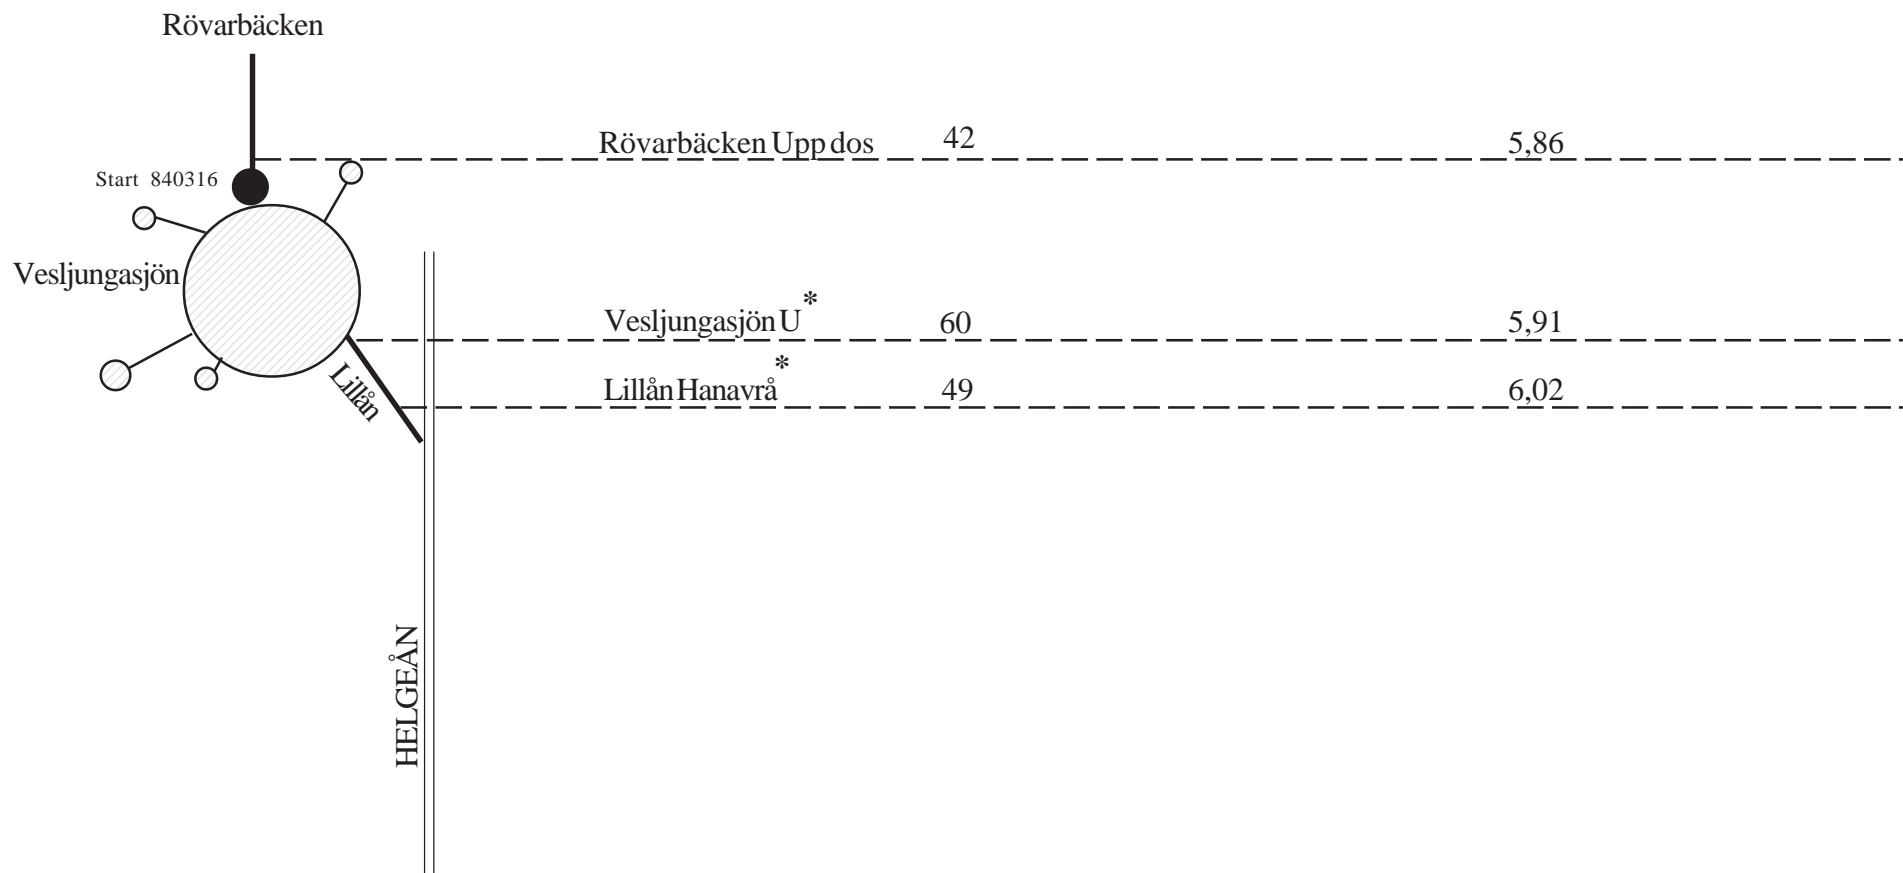 Rövarbäcken
Rövarbäcken Upp dos 42 5,86
Start 840316
Vesljungasjön
Vesljungasjön U* 60 5,91
Lillån Hanavrå* 49 6,02
Lillån
HELGEÅN